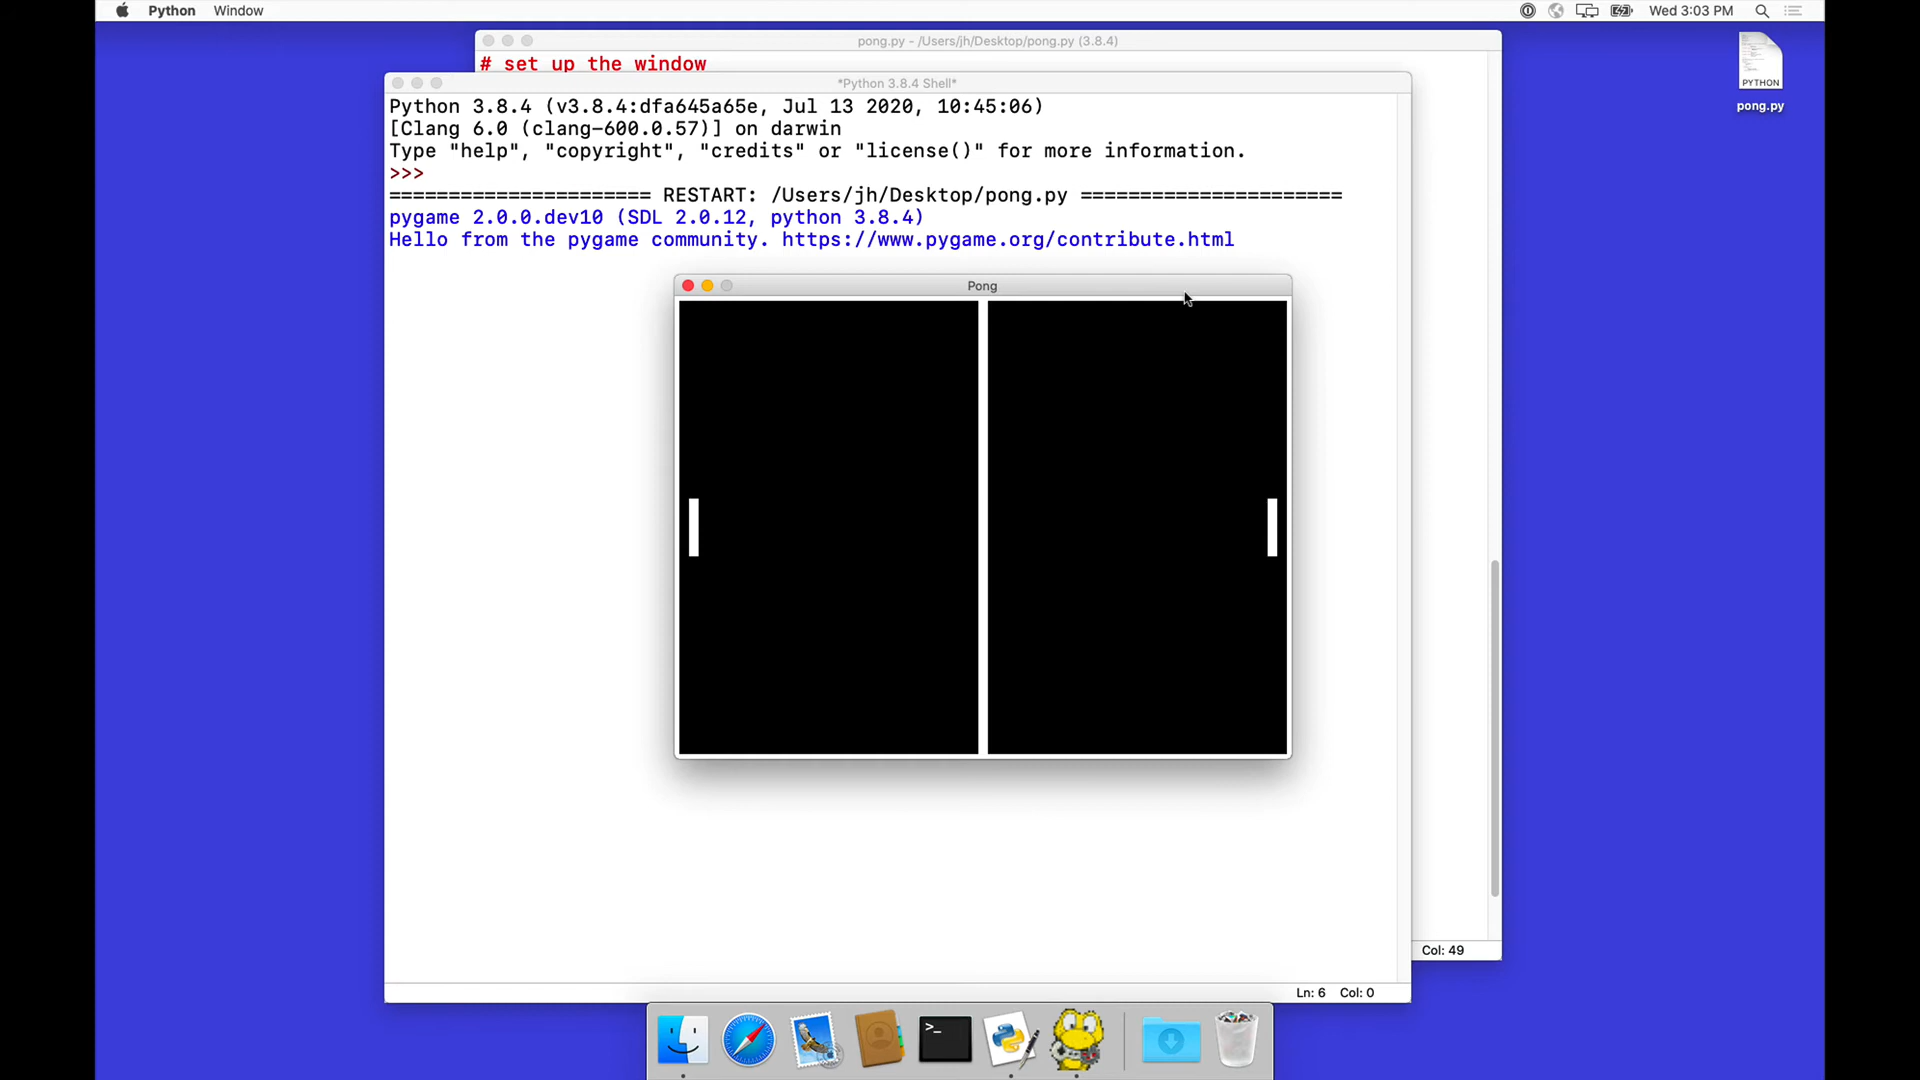 Python Window Wed 3:03 PM
pong.py - /Users/jh/Desktop/pong.py (3.8.4)
# set up the window
*Python 3.8.4 Shell*
Python 3.8.4 (v3.8.4:dfa645a65e, Jul 13 2020, 10:45:06)
[Clang 6.0 (clang-600.0.57)] on darwin
Type "help", "copyright", "credits" or "license()" for more information.
>>>
====================== RESTART: /Users/jh/Desktop/pong.py ======================
pygame 2.0.0.dev10 (SDL 2.0.12, python 3.8.4)
Hello from the pygame community. https://www.pygame.org/contribute.html
Pong
PYTHON
pong.py
Col: 49
Ln: 6 Col: 0
>_